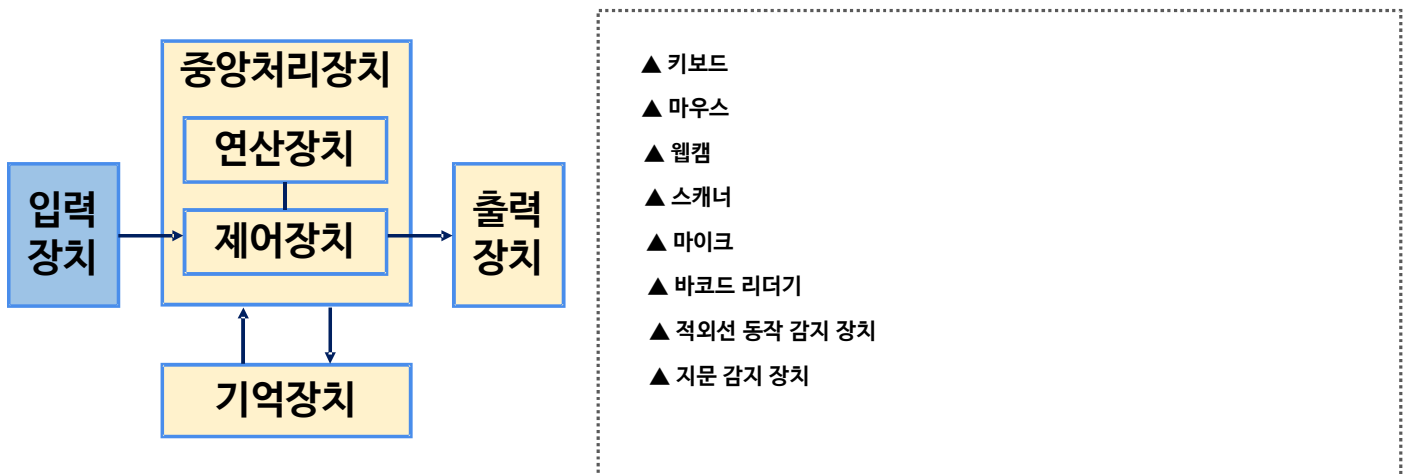 중앙처리장치
연산장치
입력
장치
제어장치
출력
장치
기억장치
▲ 키보드
▲ 마우스
▲ 웹캠
▲ 스캐너
▲ 마이크
▲ 바코드 리더기
▲ 적외선 동작 감지 장치
▲ 지문 감지 장치